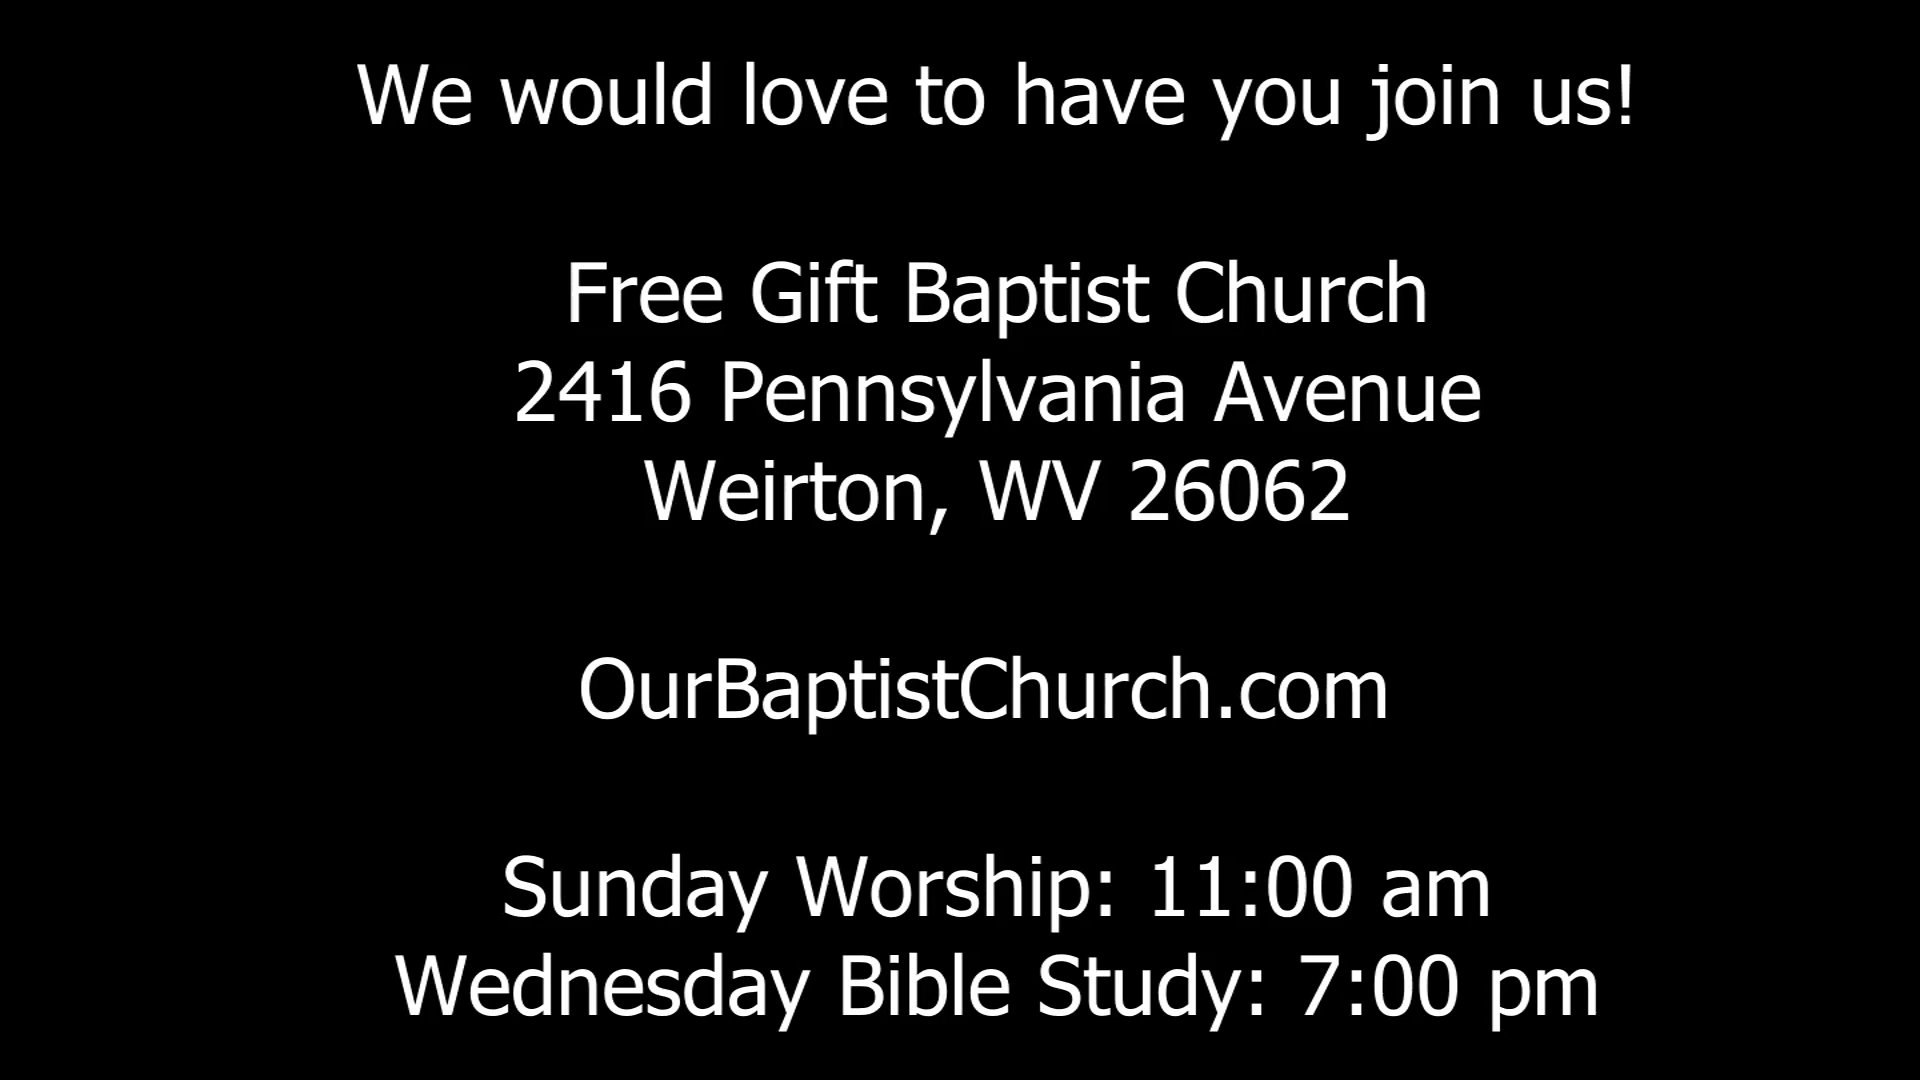 We would love to have you join us!
Free Gift Baptist Church
2416 Pennsylvania Avenue
Weirton, WV 26062
OurBaptistChurch.com
Sunday Worship: 11:00 am
Wednesday Bible Study: 7:00 pm